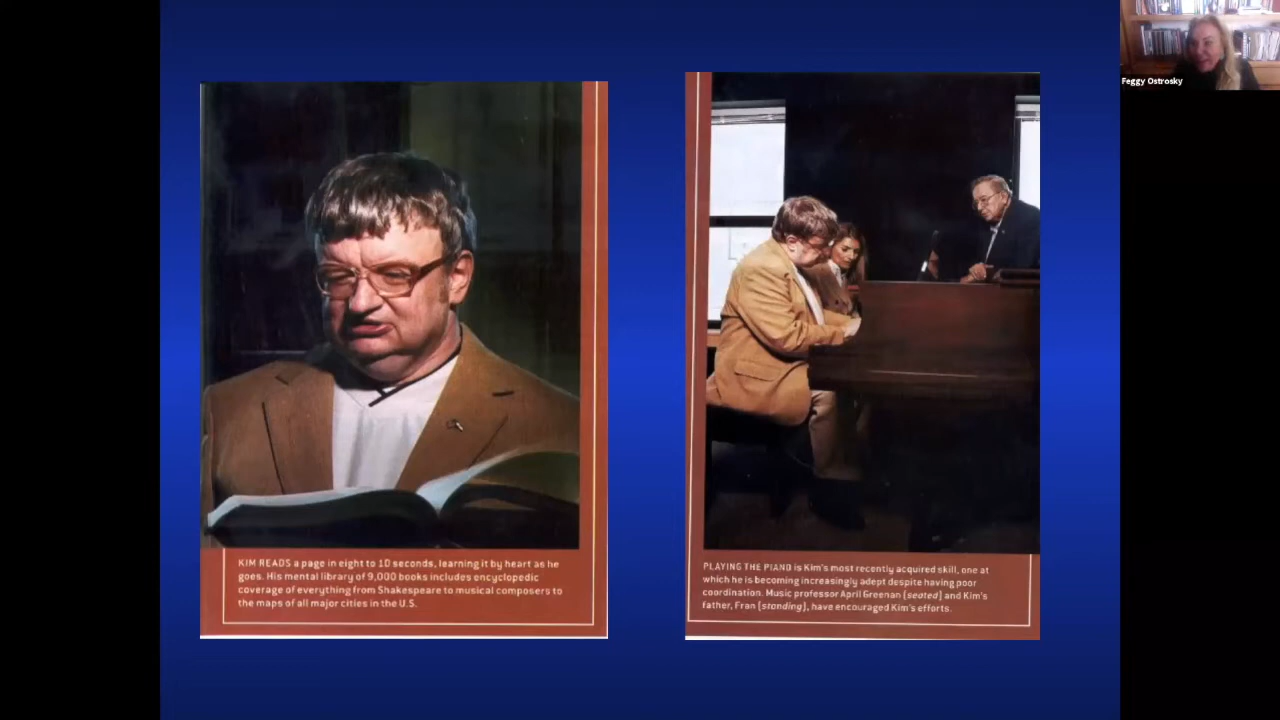 Feggy Ostrosky
KIM READS a page in eight to 10 seconds, learning it by heart as he
goes. His mental library of 9,000 books includes encyclopedic
coverage of everything from Shakespeare to musical composers to
the maps of all major cities in the U.S.
PLAYING THE PIANO is Kim's most recently acquired skill, one at
which he is becoming increasingly adept despite having poor
coordination. Music professor April Greenan (seated) and Kim's
father, Fran (standing), have encouraged Kim's efforts.